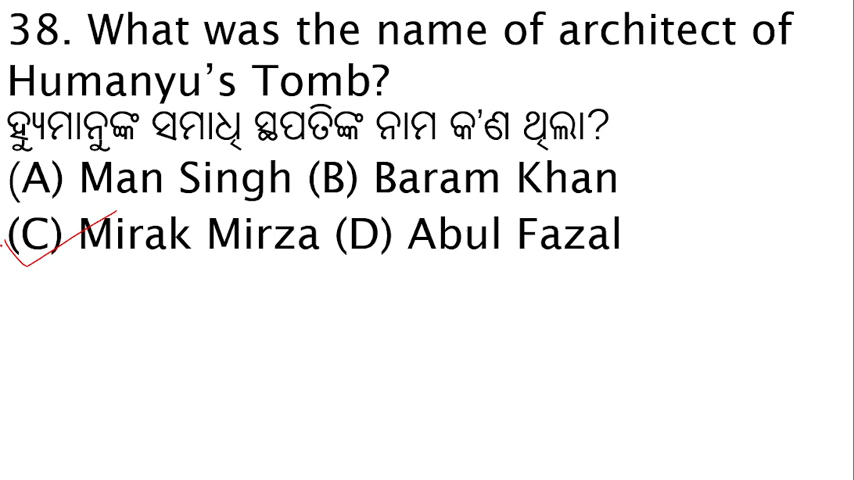 38. What was the name of architect of
Humanyu’s Tomb?
ହ୍ୟୁମାନୁଙ୍କ ସମାଧି ସ୍ଥପତିଙ୍କ ନାମ କ’ଣ ଥିଲା?
(A) Man Singh (B) Baram Khan
(C) Mirak Mirza (D) Abul Fazal